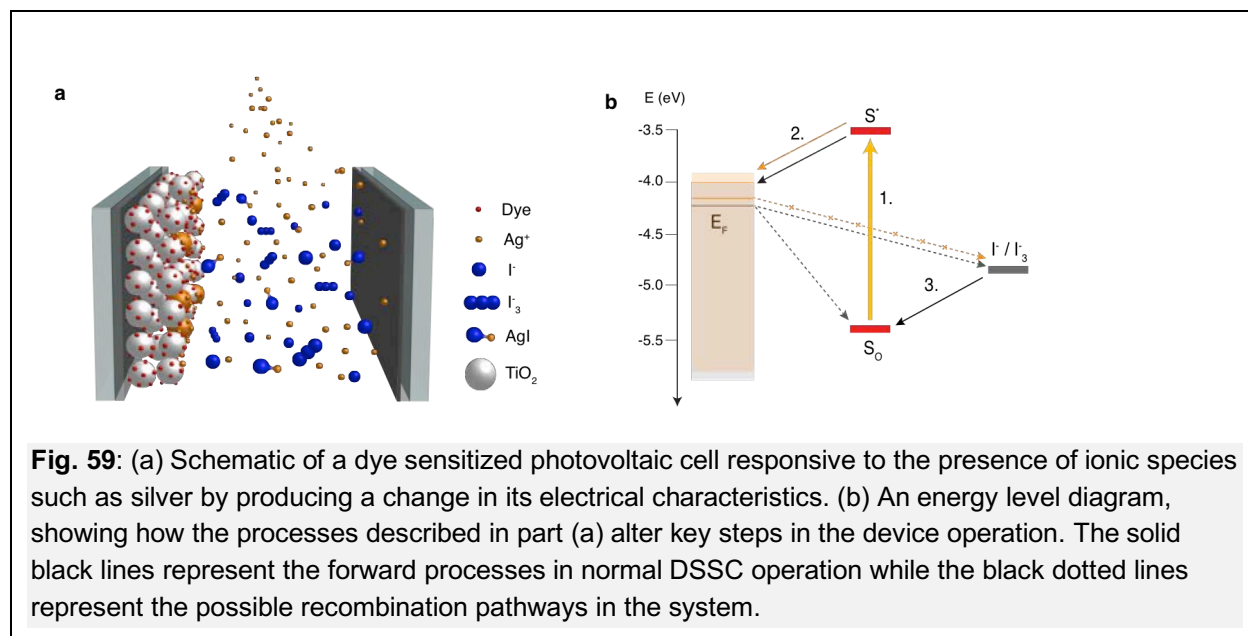 a
Dye
Ag⁺
I⁻
I⁻₃
AgI
TiO₂
b
E (eV)
-3.5
-4.0
-4.5
-5.0
-5.5
S*
2.
1.
E_F
I⁻ / I⁻₃
3.
S_O
Fig. 59: (a) Schematic of a dye sensitized photovoltaic cell responsive to the presence of ionic species
such as silver by producing a change in its electrical characteristics. (b) An energy level diagram,
showing how the processes described in part (a) alter key steps in the device operation. The solid
black lines represent the forward processes in normal DSSC operation while the black dotted lines
represent the possible recombination pathways in the system.